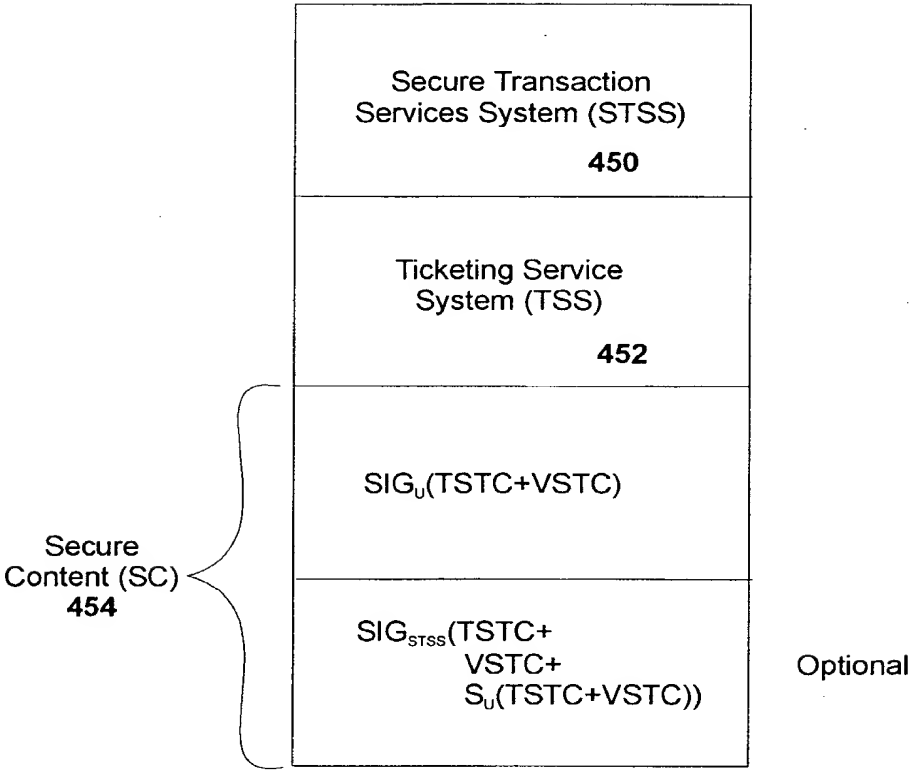 Secure Transaction
Services System (STSS)
450
Ticketing Service
System (TSS)
452
SIGU(TSTC+VSTC)
Secure
Content (SC)
454
SIGSTSS(TSTC+
VSTC+
SU(TSTC+VSTC))
Optional